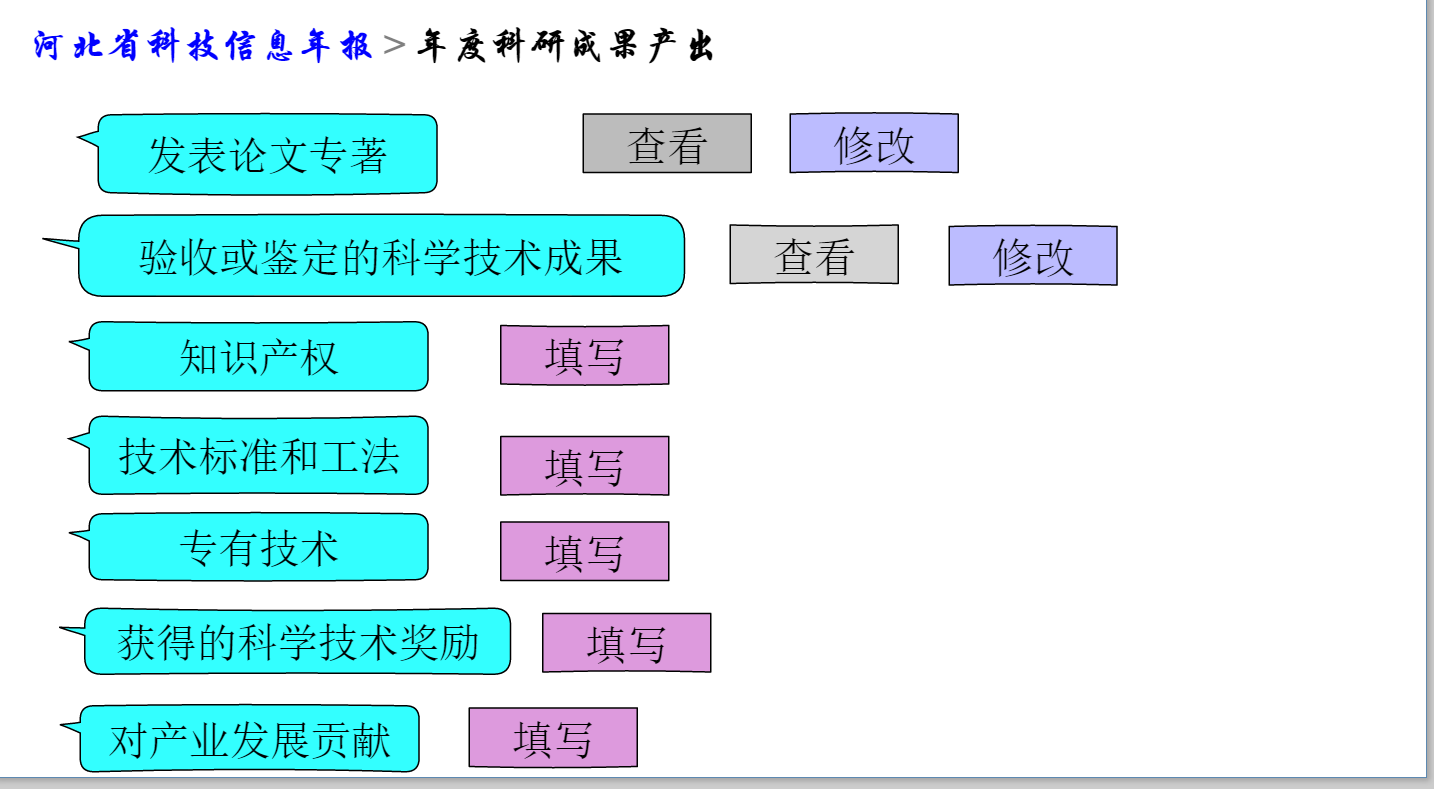 河北省科技信息年报>年度科研成果产出
发表论文专著 查看 修改
验收或鉴定的科学技术成果 查看 修改
知识产权 填写
技术标准和工法 填写
专有技术 填写
获得的科学技术奖励 填写
对产业发展贡献 填写